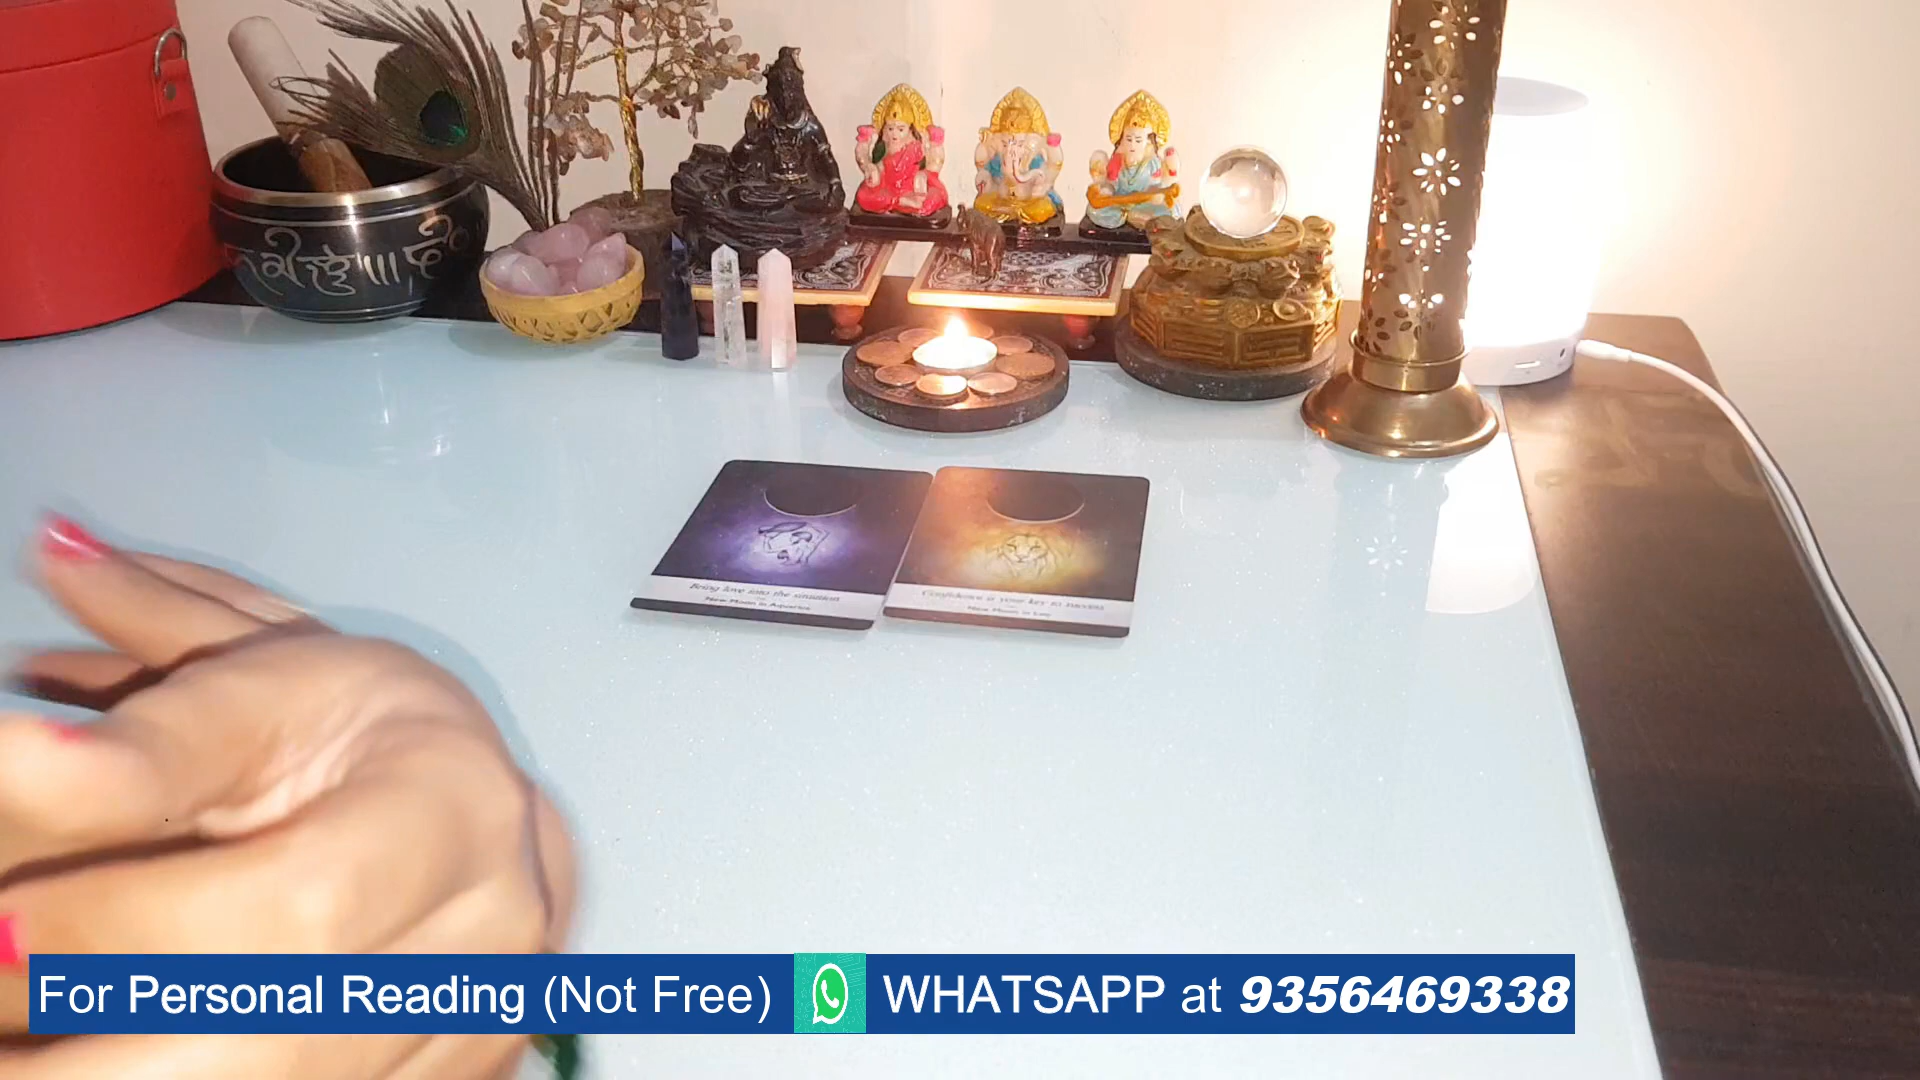 Being love into the situation
New Moon in Aquarius
Confidence is your key to success
New Moon in Leo
For Personal Reading (Not Free) WHATSAPP at 9356469338